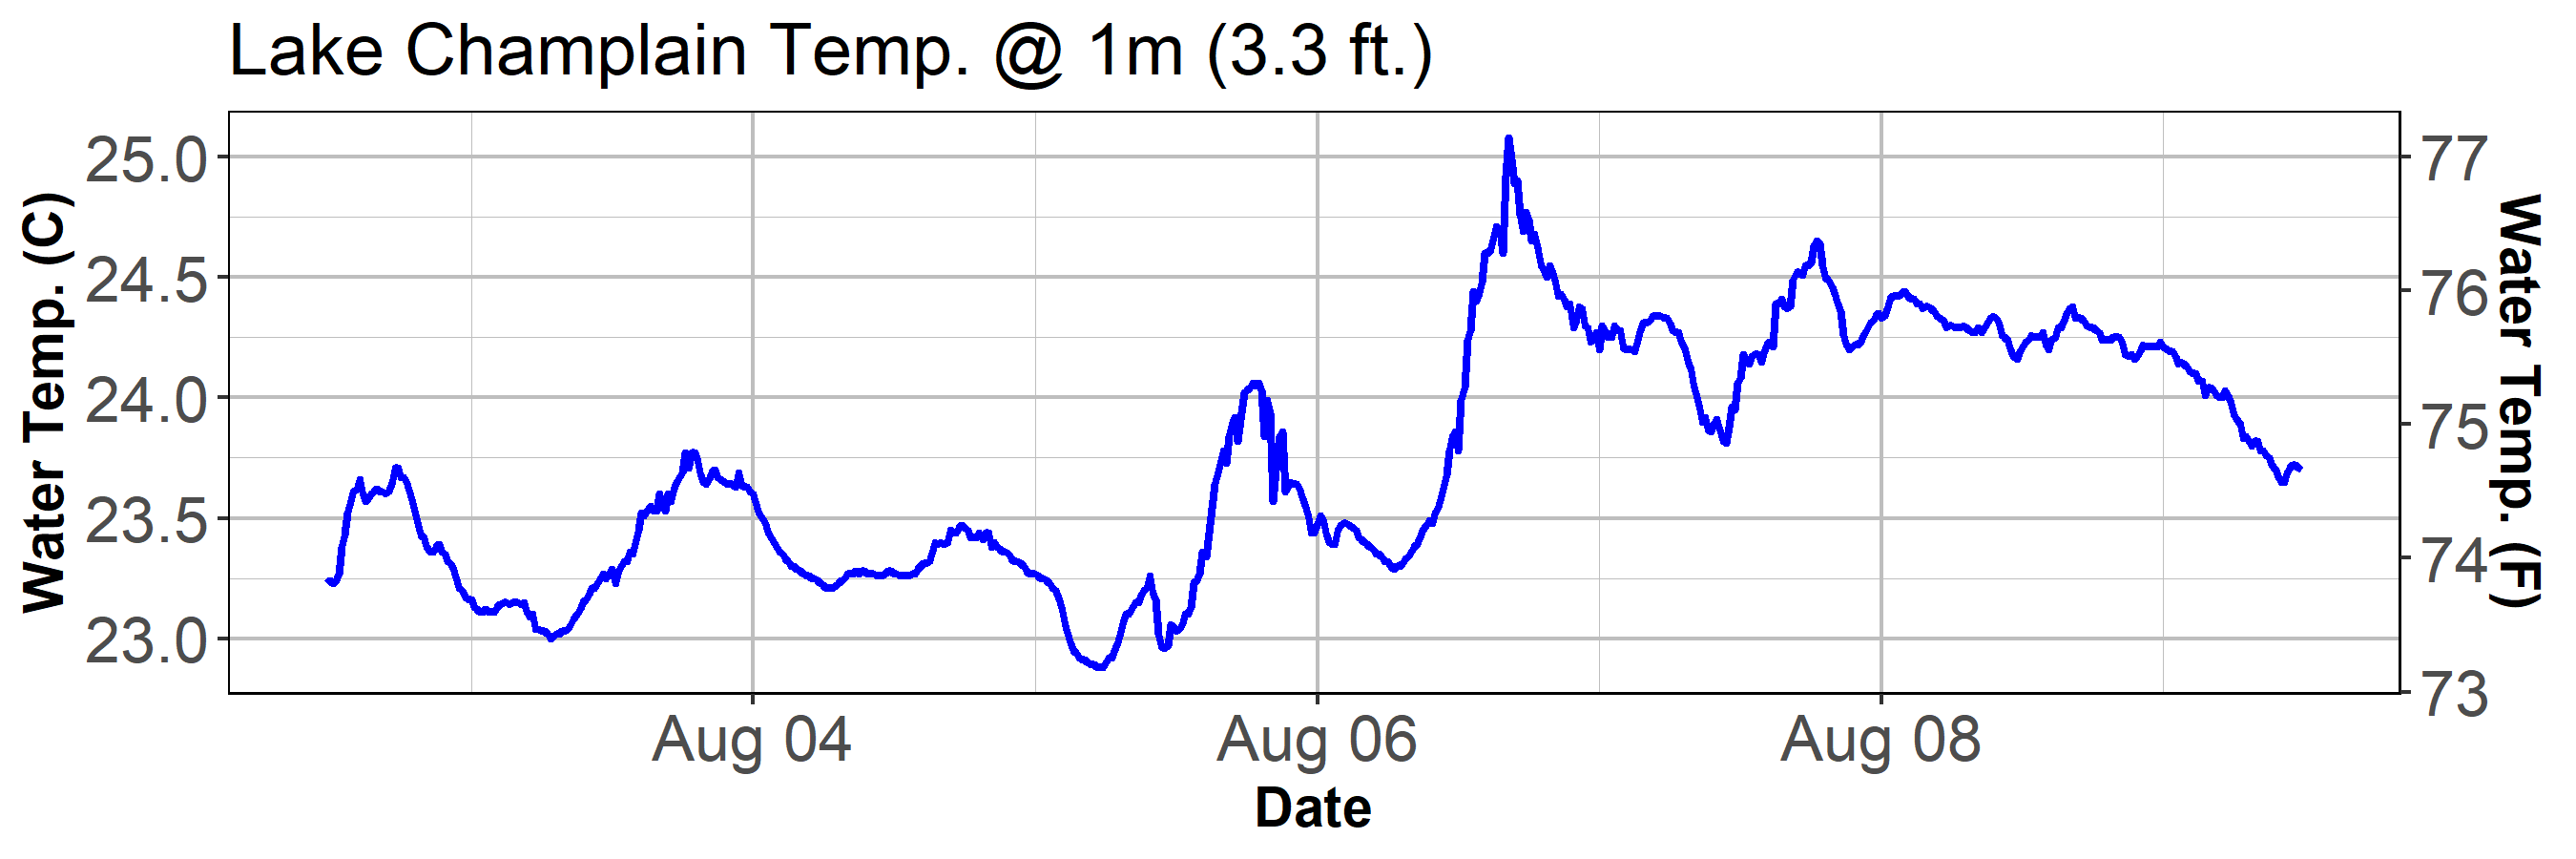 Lake Champlain Temp. @ 1m (3.3 ft.)
Water Temp. (C)
25.0
24.5
24.0
23.5
23.0
77
76
75
74
73
Water Temp. (F)
Aug 04
Aug 06
Aug 08
Date